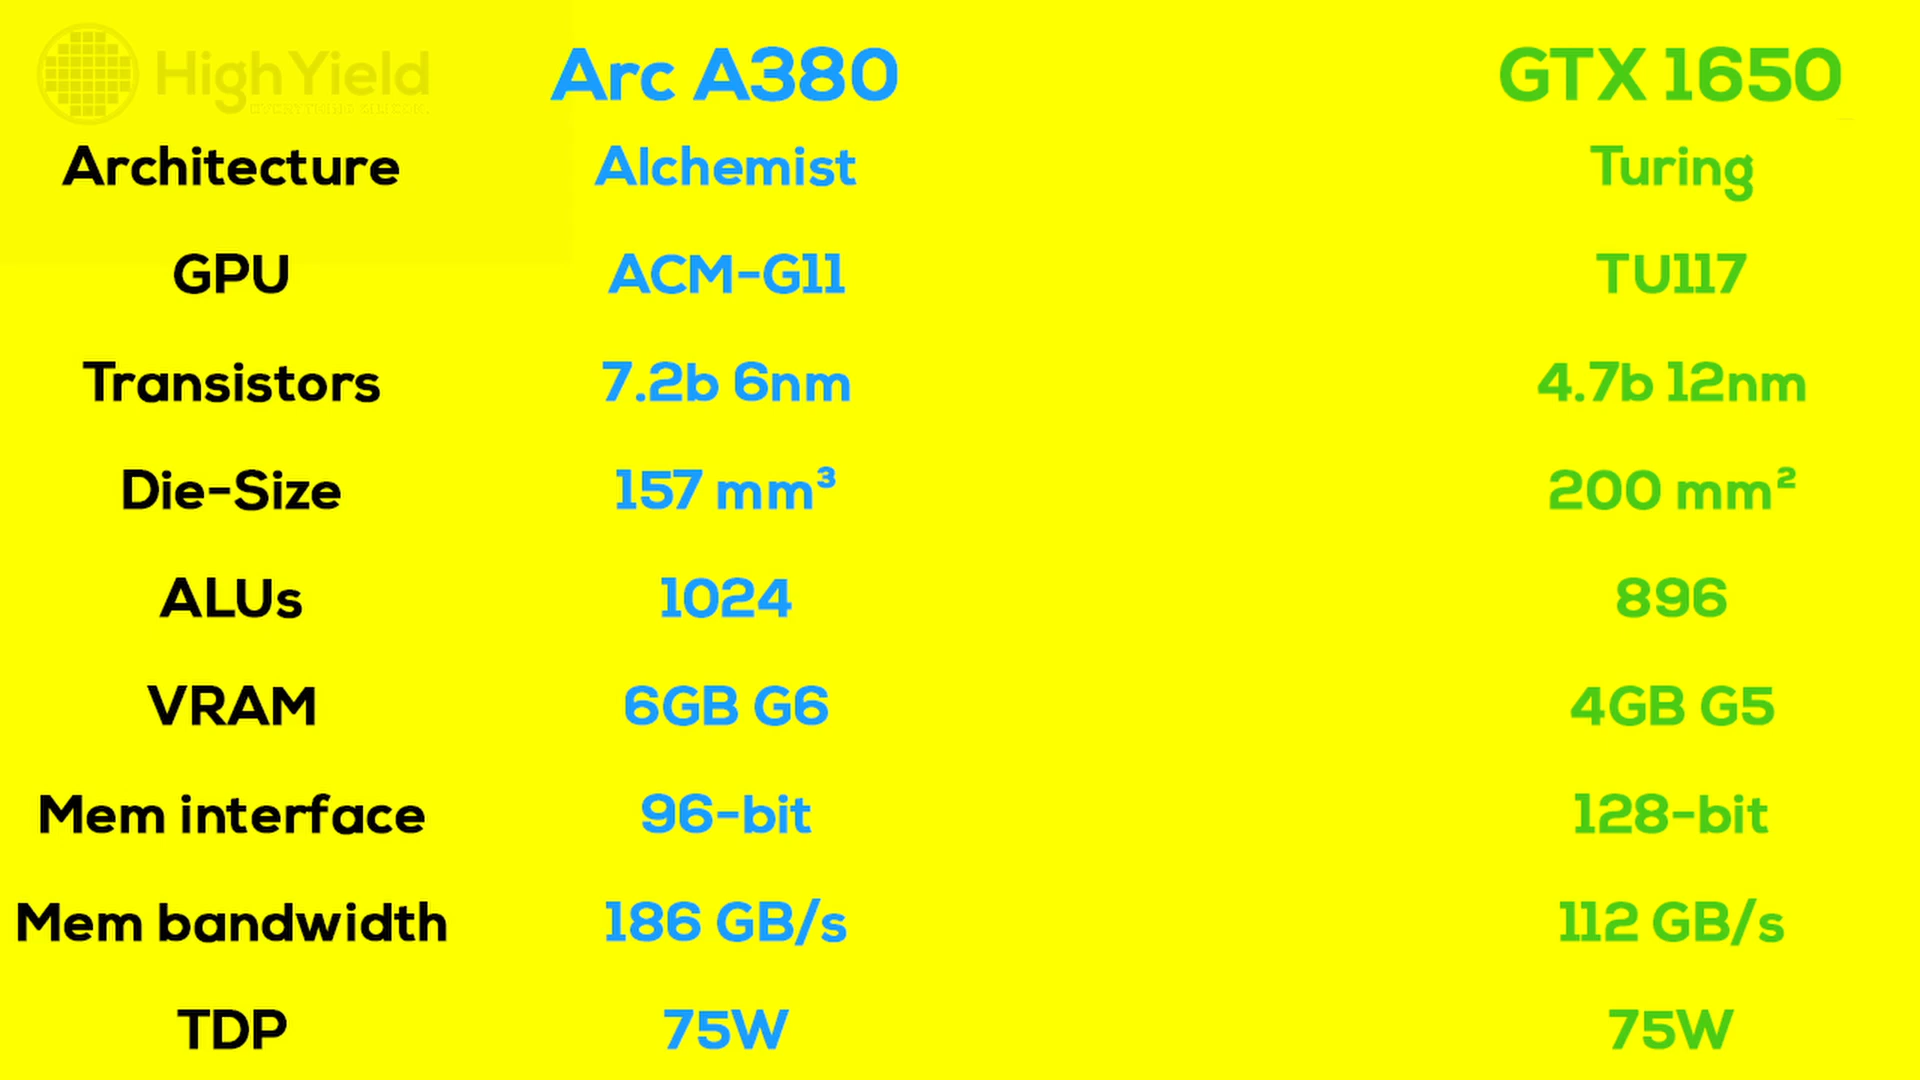 High Yield
EVERYTHING SILICON.
Arc A380 GTX 1650
Architecture Alchemist Turing
GPU ACM-G11 TU117
Transistors 7.2b 6nm 4.7b 12nm
Die-Size 157 mm³ 200 mm²
ALUs 1024 896
VRAM 6GB G6 4GB G5
Mem interface 96-bit 128-bit
Mem bandwidth 186 GB/s 112 GB/s
TDP 75W 75W